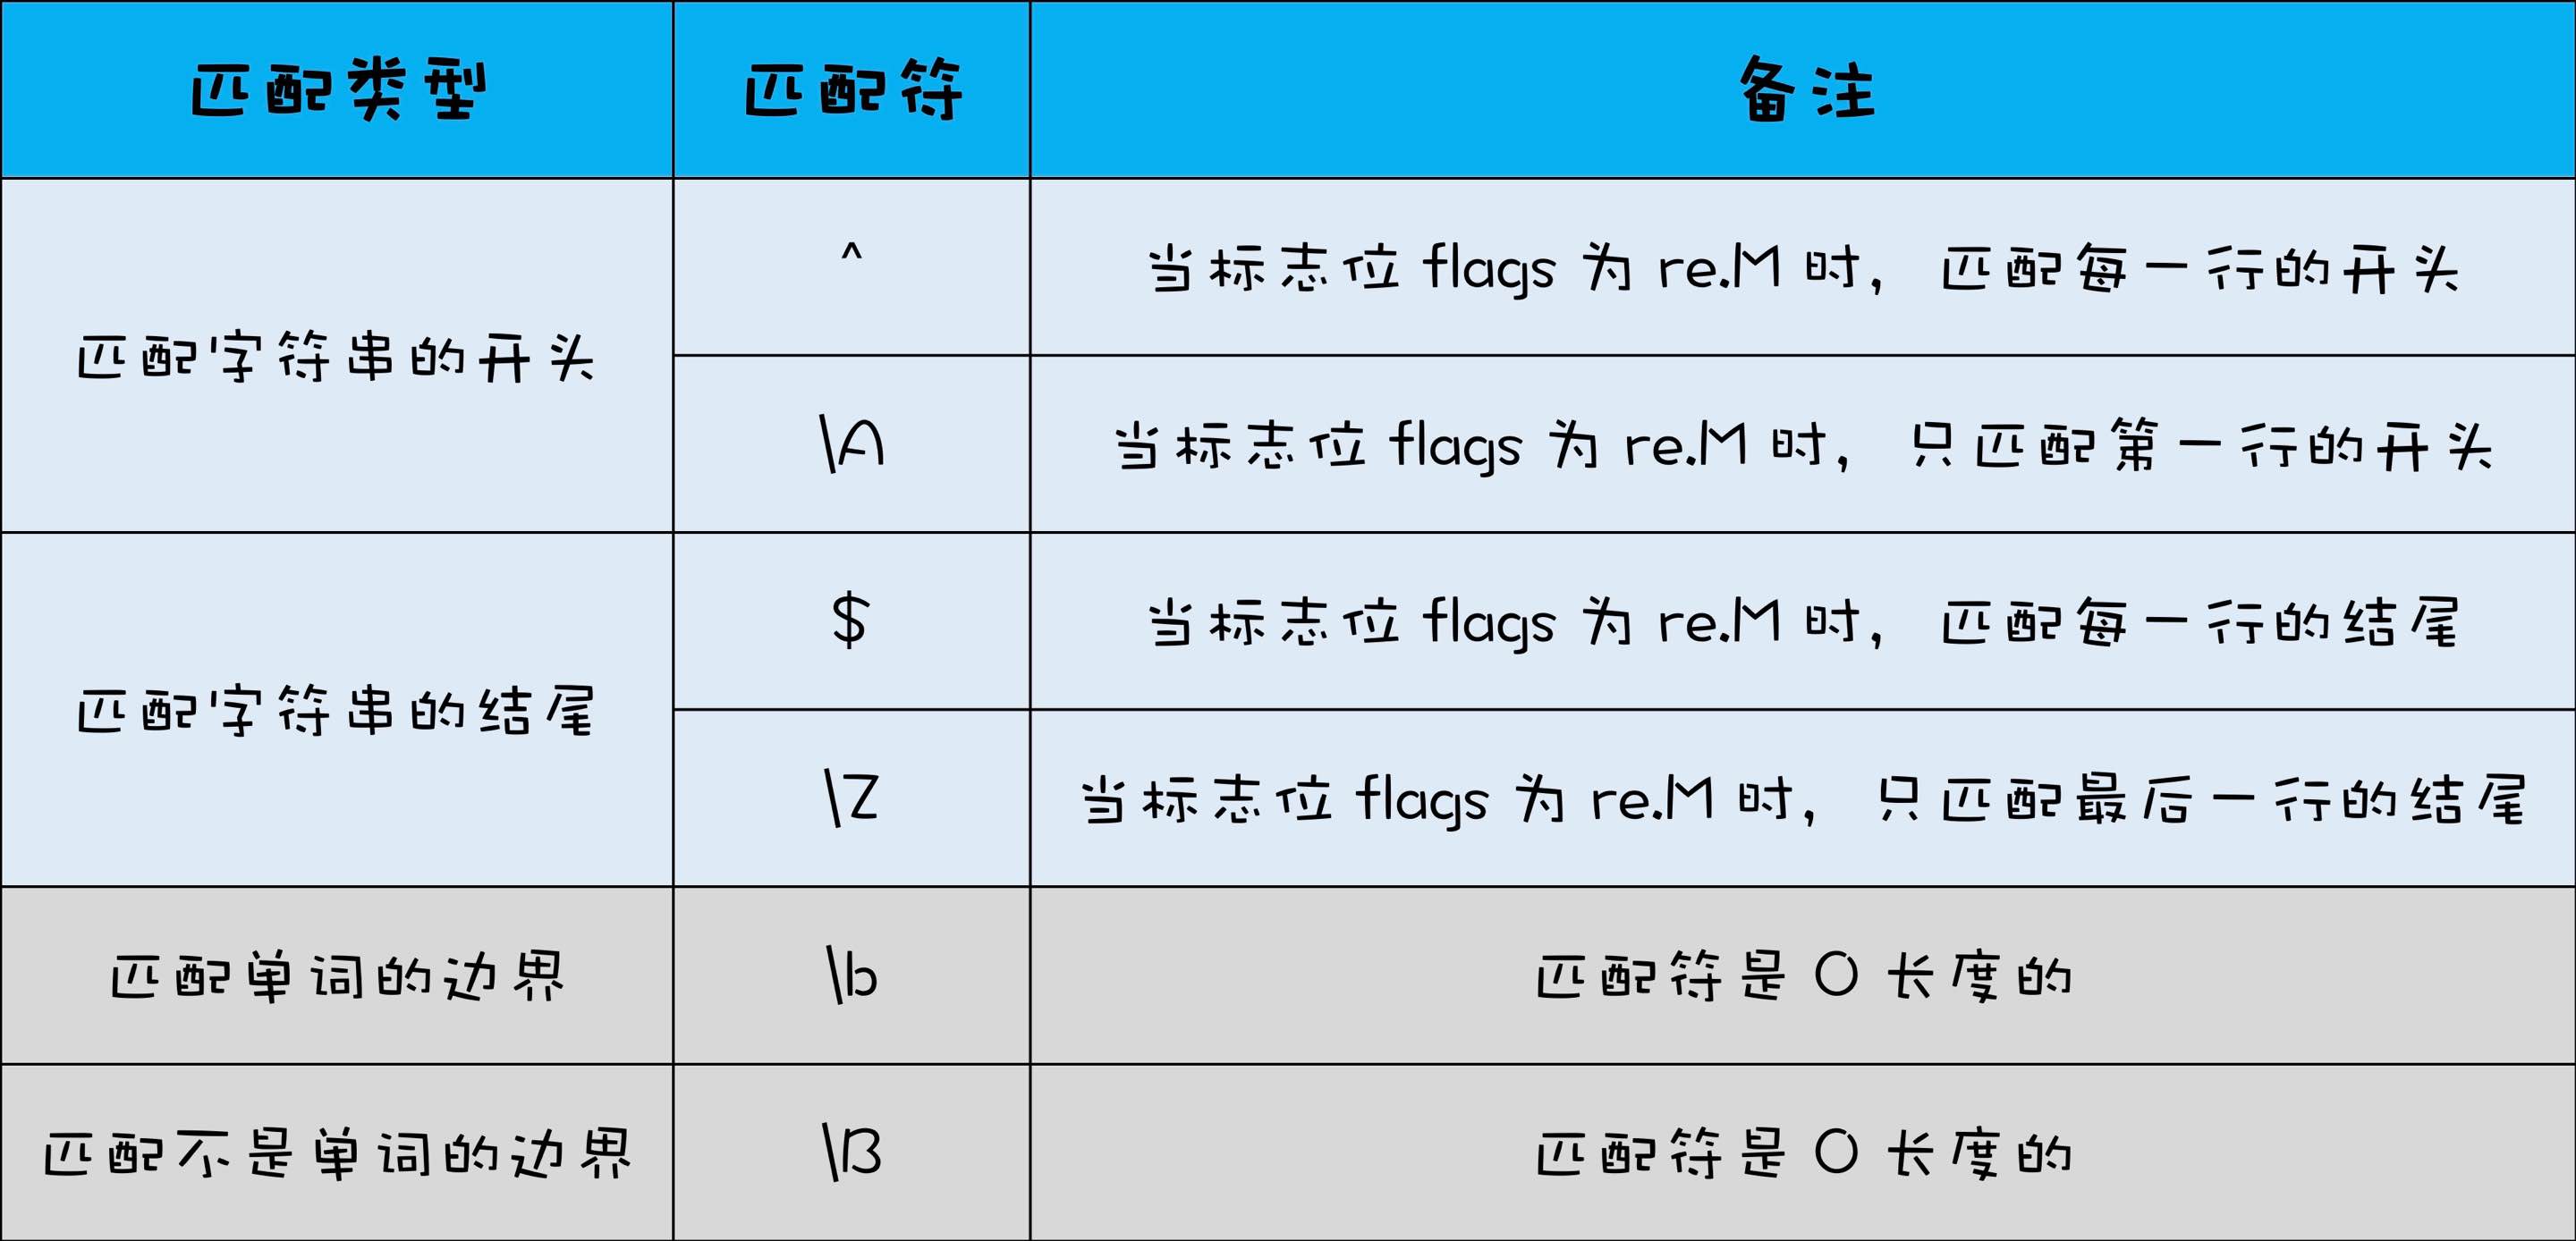 匹配类型 匹配符 备注
匹配字符串的开头
^ 当标志位 flags 为 re.M 时， 匹配每一行的开头
\A 当标志位 flags 为 re.M 时， 只匹配第一行的开头
匹配字符串的结尾
$ 当标志位 flags 为 re.M 时， 匹配每一行的结尾
\Z 当标志位 flags 为 re.M 时， 只匹配最后一行的结尾
匹配单词的边界 \b 匹配符是 0 长度的
匹配不是单词的边界 \B 匹配符是 0 长度的